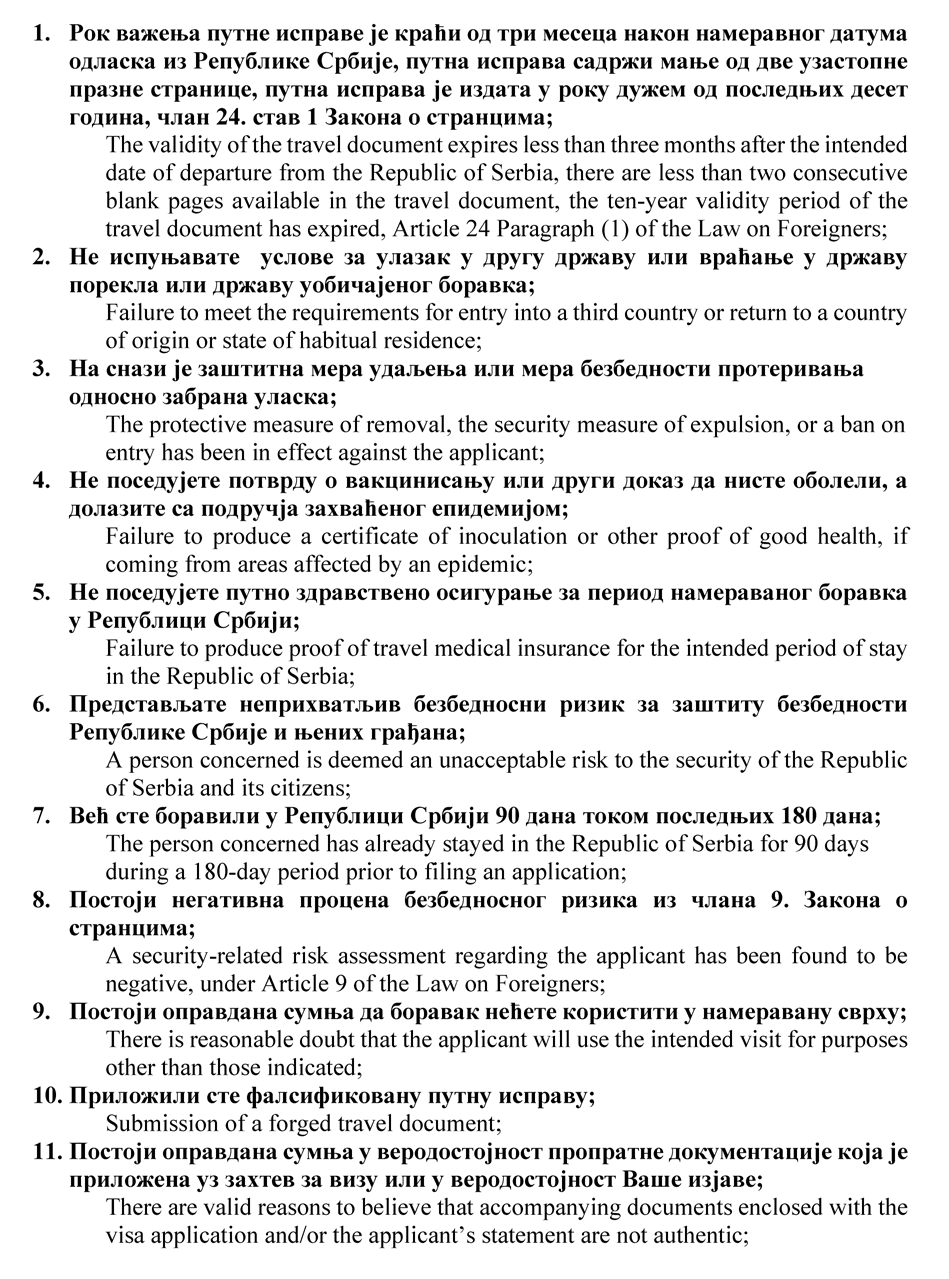 1. Рок важења путне исправе је краћи од три месеца након намеравног датума
одласка из Републике Србије, путна исправа садржи мање од две узастопне
празне странице, путна исправа је издата у року дужем од последњих десет
година, члан 24. став 1 Закона о странцима;
The validity of the travel document expires less than three months after the intended
date of departure from the Republic of Serbia, there are less than two consecutive
blank pages available in the travel document, the ten-year validity period of the
travel document has expired, Article 24 Paragraph (1) of the Law on Foreigners;
2. Не испуњавате услове за улазак у другу државу или враћање у државу
порекла или државу уобичајеног боравка;
Failure to meet the requirements for entry into a third country or return to a country
of origin or state of habitual residence;
3. На снази је заштитна мера удаљења или мера безбедности протеривања
односно забрана уласка;
The protective measure of removal, the security measure of expulsion, or a ban on
entry has been in effect against the applicant;
4. Не поседујете потврду о вакцинисању или други доказ да нисте оболели, а
долазите са подручја захваћеног епидемијом;
Failure to produce a certificate of inoculation or other proof of good health, if
coming from areas affected by an epidemic;
5. Не поседујете путно здравствено осигурање за период намераваног боравка
у Републици Србији;
Failure to produce proof of travel medical insurance for the intended period of stay
in the Republic of Serbia;
6. Представљате неприхватљив безбедносни ризик за заштиту безбедности
Републике Србије и њених грађана;
A person concerned is deemed an unacceptable risk to the security of the Republic
of Serbia and its citizens;
7. Већ сте боравили у Републици Србији 90 дана током последњих 180 дана;
The person concerned has already stayed in the Republic of Serbia for 90 days
during a 180-day period prior to filing an application;
8. Постоји негативна процена безбедносног ризика из члана 9. Закона о
странцима;
A security-related risk assessment regarding the applicant has been found to be
negative, under Article 9 of the Law on Foreigners;
9. Постоји оправдана сумња да боравак нећете користити у намеравану сврху;
There is reasonable doubt that the applicant will use the intended visit for purposes
other than those indicated;
10. Приложили сте фалсификовану путну исправу;
Submission of a forged travel document;
11. Постоји оправдана сумња у веродостојност пропратне документације која је
приложена уз захтев за визу или у веродостојност Ваше изјаве;
There are valid reasons to believe that accompanying documents enclosed with the
visa application and/or the applicant’s statement are not authentic;